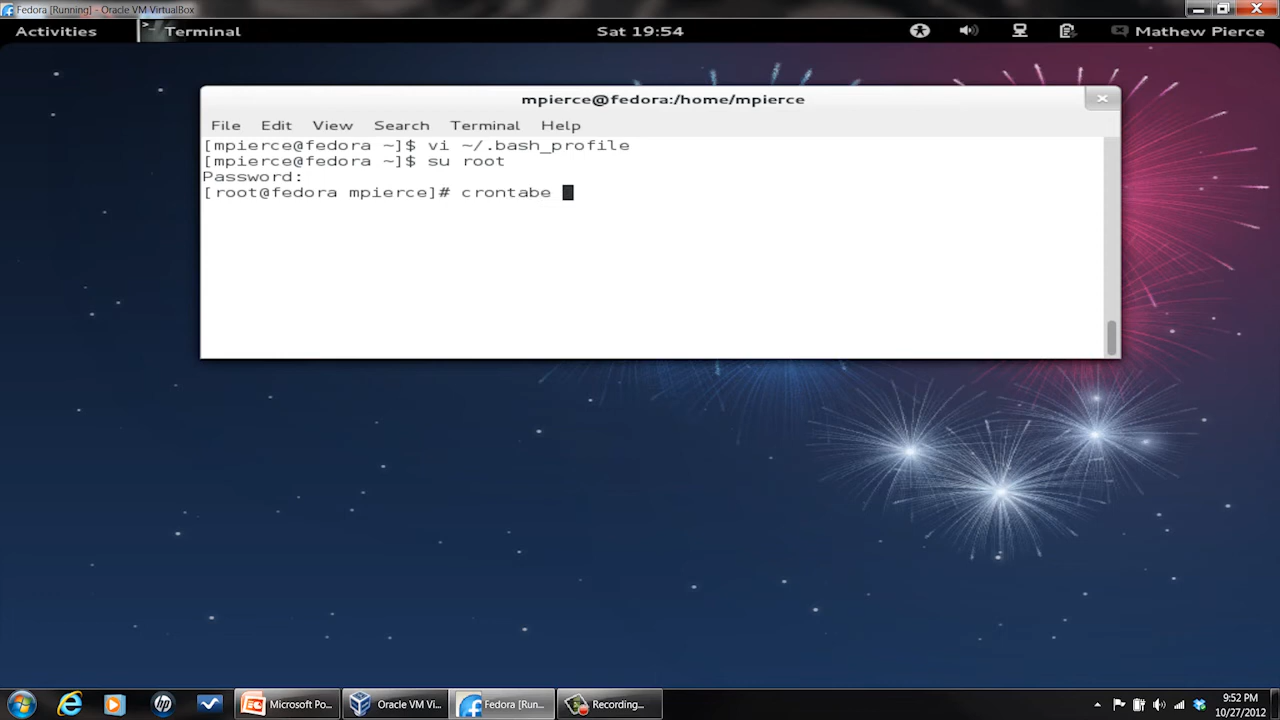 Fedora [Running] - Oracle VM VirtualBox
Activities Terminal Sat 19:54 Mathew Pierce
mpierce@fedora:/home/mpierce
File Edit View Search Terminal Help
[mpierce@fedora ~]$ vi ~/.bash_profile
[mpierce@fedora ~]$ su root
Password:
[root@fedora mpierce]# crontabe
Microsoft Po... Oracle VM Vi... Fedora [Run... Recording...
9:52 PM
10/27/2012